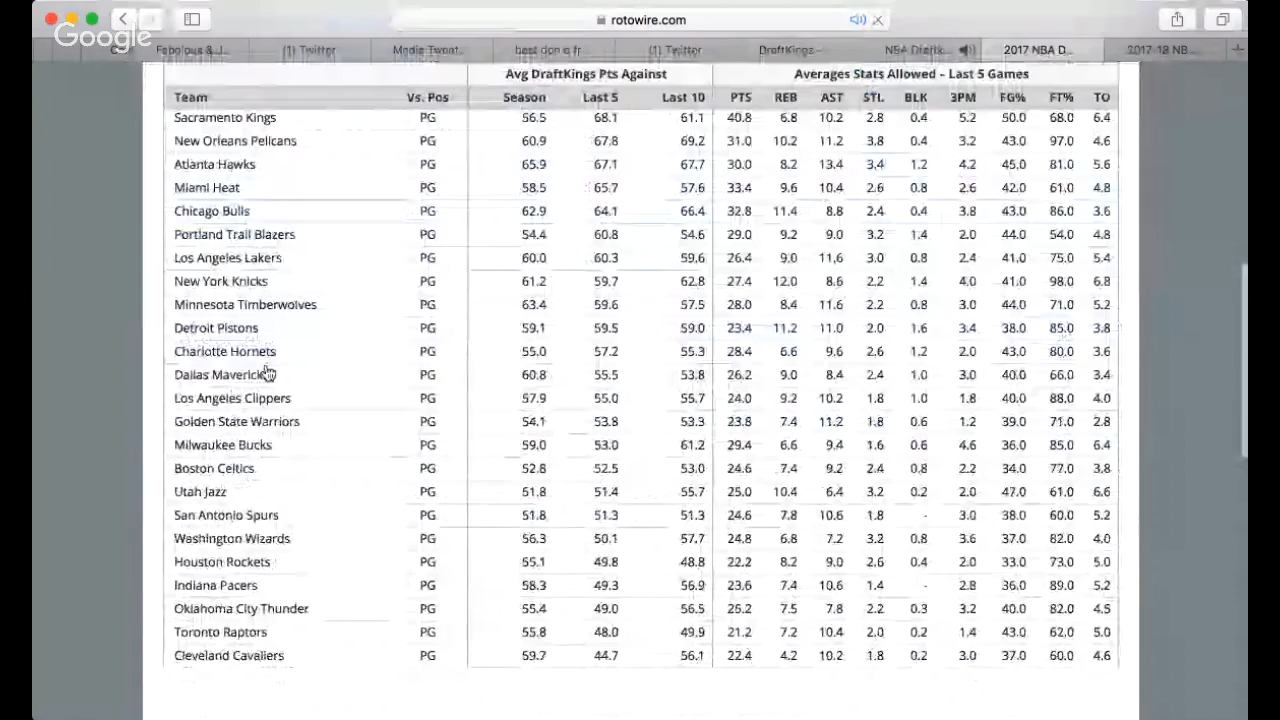 rotowire.com
Google
(1) Twitter
(1) Twitter
DraftKings
2017 NBA D...
2017-18 NB...
Avg DraftKings Pts Against Averages Stats Allowed - Last 5 Games
Team Vs. Pos Season Last 5 Last 10 PTS REB AST STL BLK 3PM FG% FT% TO
Sacramento Kings PG 56.5 68.1 61.1 40.8 6.8 10.2 2.8 0.4 5.2 50.0 68.0 6.4
New Orleans Pelicans PG 60.9 67.8 69.2 31.0 10.2 11.2 3.8 0.4 3.2 43.0 97.0 4.6
Atlanta Hawks PG 65.9 67.1 67.7 30.0 8.2 13.4 3.4 1.2 4.2 45.0 81.0 5.6
Miami Heat PG 58.5 65.7 57.6 33.4 9.6 10.4 2.6 0.8 2.6 42.0 61.0 4.8
Chicago Bulls PG 62.9 64.1 66.4 32.8 11.4 8.8 2.4 0.4 3.8 43.0 86.0 3.6
Portland Trail Blazers PG 54.4 60.8 54.6 29.0 9.2 9.0 3.2 1.4 2.0 44.0 54.0 4.8
Los Angeles Lakers PG 60.0 60.3 59.6 26.4 9.0 11.6 3.0 0.8 2.4 41.0 75.0 5.4
New York Knicks PG 61.2 59.7 62.8 27.4 12.0 8.6 2.2 1.4 4.0 41.0 98.0 6.8
Minnesota Timberwolves PG 63.4 59.6 57.5 28.0 8.4 11.6 2.2 0.8 3.0 44.0 71.0 5.2
Detroit Pistons PG 59.1 59.5 59.0 23.4 11.2 11.0 2.0 1.6 3.4 38.0 85.0 3.8
Charlotte Hornets PG 55.0 57.2 55.3 28.4 6.6 9.6 2.6 1.2 2.0 43.0 80.0 3.6
Dallas Mavericks PG 60.8 55.5 53.8 26.2 9.0 8.4 2.4 1.0 3.0 40.0 66.0 3.4
Los Angeles Clippers PG 57.9 55.0 55.7 24.0 9.2 10.2 1.8 1.0 1.8 40.0 88.0 4.0
Golden State Warriors PG 54.1 53.8 53.3 23.8 7.4 11.2 1.8 0.6 1.2 39.0 71.0 2.8
Milwaukee Bucks PG 59.0 53.0 61.2 29.4 6.6 9.4 1.6 0.6 4.6 36.0 85.0 6.4
Boston Celtics PG 52.8 52.5 53.0 24.6 7.4 9.2 2.4 0.8 2.2 34.0 77.0 3.8
Utah Jazz PG 51.8 51.4 55.7 25.0 10.4 6.4 3.2 0.2 2.0 47.0 61.0 6.6
San Antonio Spurs PG 51.8 51.3 51.3 24.6 7.8 10.6 1.8 - 3.0 38.0 60.0 5.2
Washington Wizards PG 56.3 50.1 57.7 24.8 6.8 7.2 3.2 0.8 3.6 37.0 82.0 4.0
Houston Rockets PG 55.1 49.8 48.8 22.2 8.2 9.0 2.6 0.4 2.0 33.0 73.0 5.0
Indiana Pacers PG 58.3 49.3 56.9 23.6 7.4 10.6 1.4 - 2.8 36.0 89.0 5.2
Oklahoma City Thunder PG 55.4 49.0 56.5 25.2 7.5 7.8 2.2 0.3 3.2 40.0 82.0 4.5
Toronto Raptors PG 55.8 48.0 49.9 21.2 7.2 10.4 2.0 0.2 1.4 43.0 62.0 5.0
Cleveland Cavaliers PG 59.7 44.7 56.1 22.4 4.2 10.2 1.8 0.2 3.0 37.0 60.0 4.6